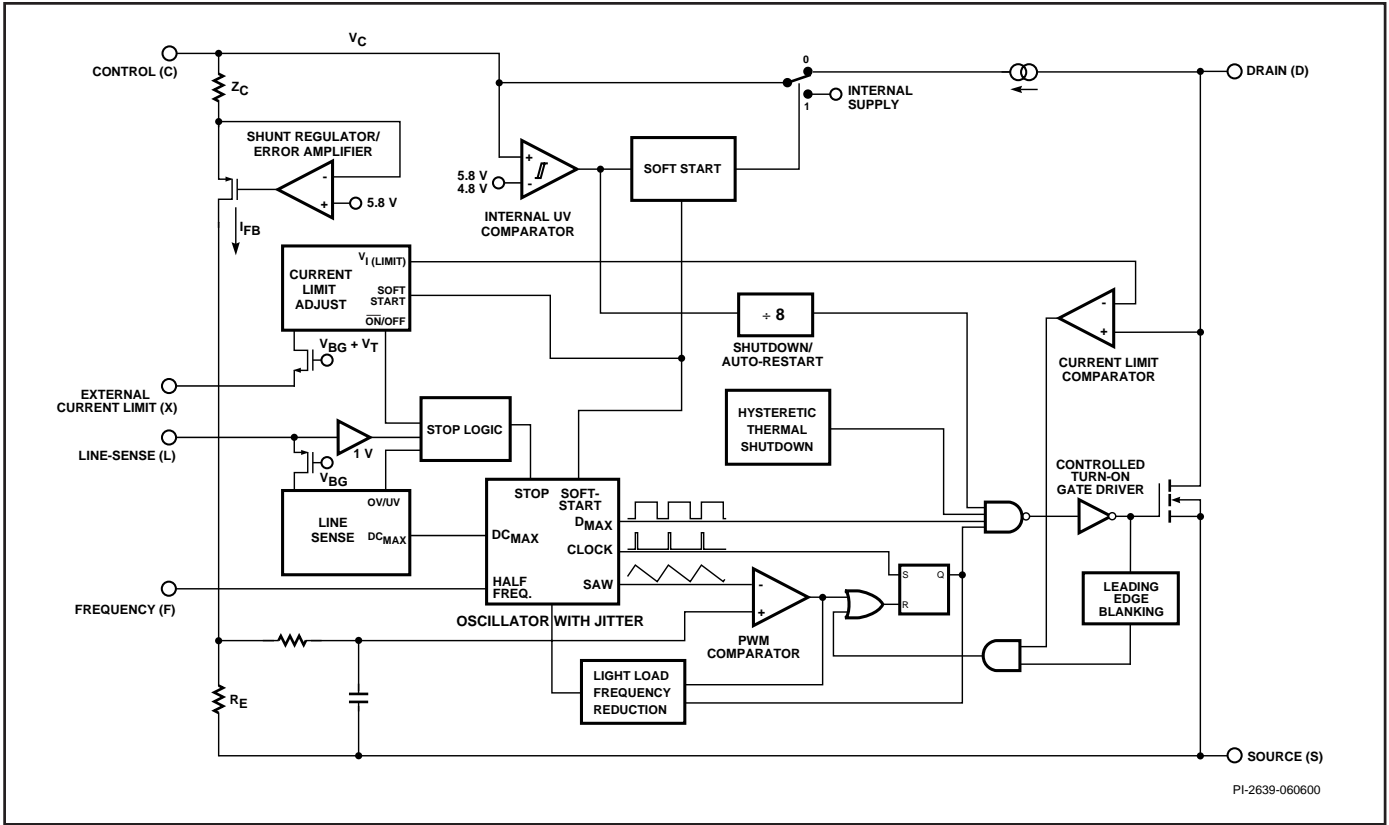 V_C
0
CONTROL (C)
DRAIN (D)
Z_C
INTERNAL
SUPPLY
1
SHUNT REGULATOR/
ERROR AMPLIFIER
-
+
5.8 V
I_FB
+
-
5.8 V
4.8 V
INTERNAL UV
COMPARATOR
SOFT START
CURRENT
LIMIT
ADJUST
V_I (LIMIT)
SOFT
START
O̅N̅/OFF
÷ 8
SHUTDOWN/
AUTO-RESTART
-
+
CURRENT LIMIT
COMPARATOR
V_BG + V_T
EXTERNAL
CURRENT LIMIT (X)
HYSTERETIC
THERMAL
SHUTDOWN
STOP LOGIC
LINE-SENSE (L)
1 V
V_BG
CONTROLLED
TURN-ON
GATE DRIVER
OV/UV
LINE
SENSE
DC_MAX
STOP
SOFT-
START
D_MAX
DC_MAX
CLOCK
HALF
FREQ.
SAW
OSCILLATOR WITH JITTER
FREQUENCY (F)
-
+
PWM
COMPARATOR
S
Q
R
LEADING
EDGE
BLANKING
LIGHT LOAD
FREQUENCY
REDUCTION
R_E
SOURCE (S)
PI-2639-060600